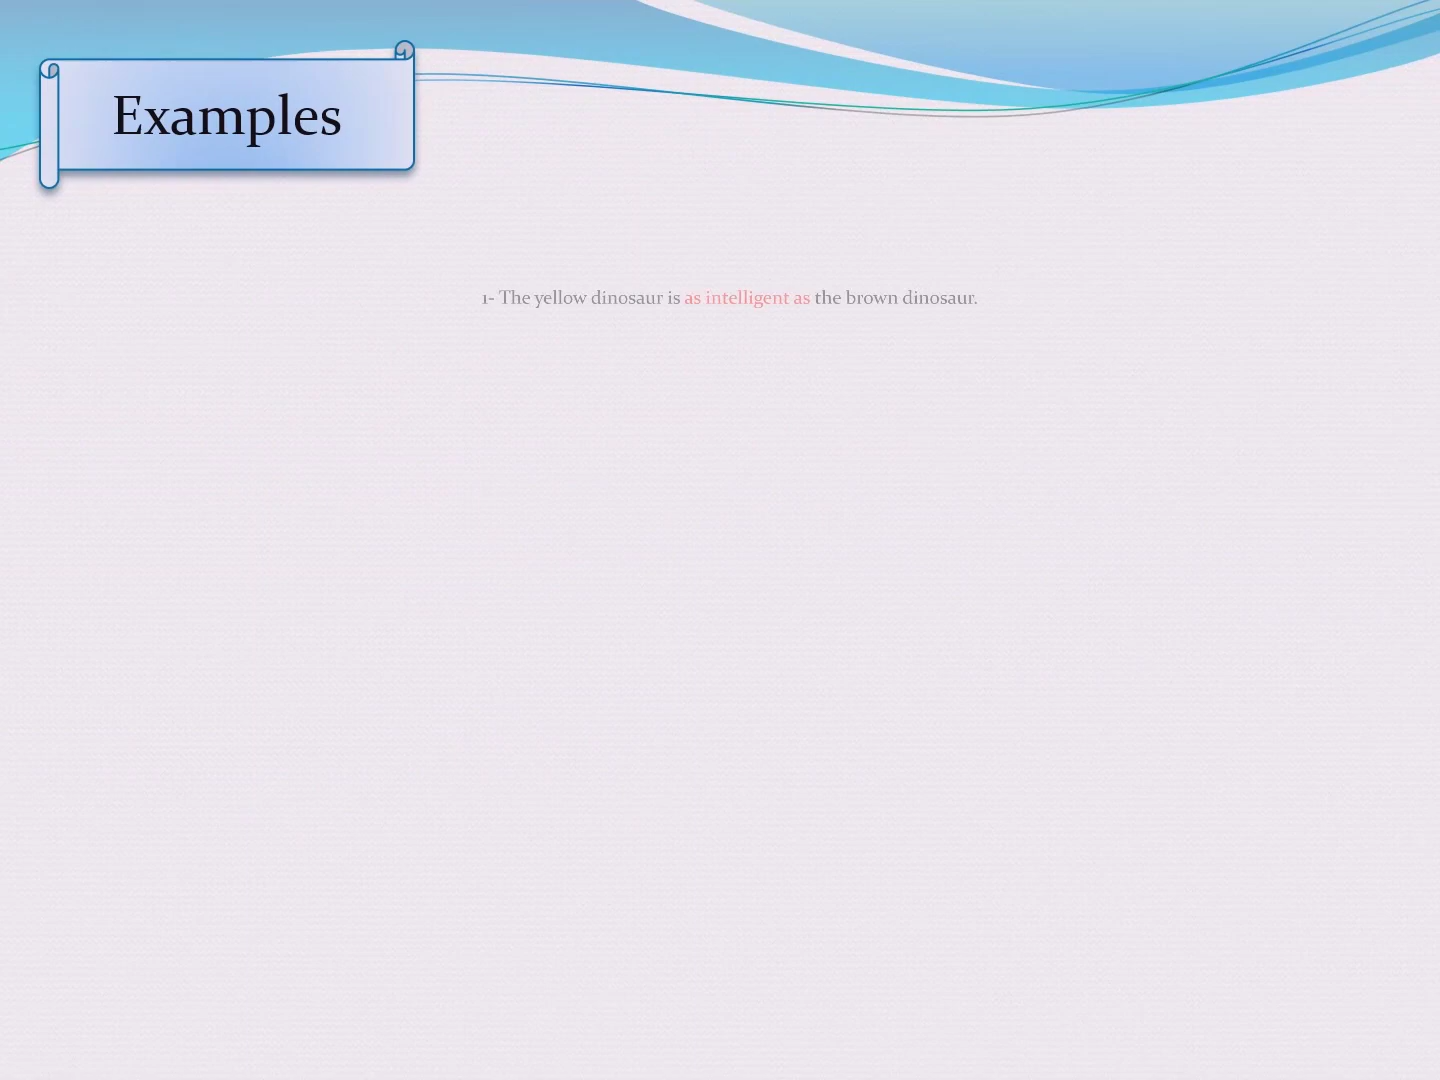 Examples
1- The yellow dinosaur is as intelligent as the brown dinosaur.